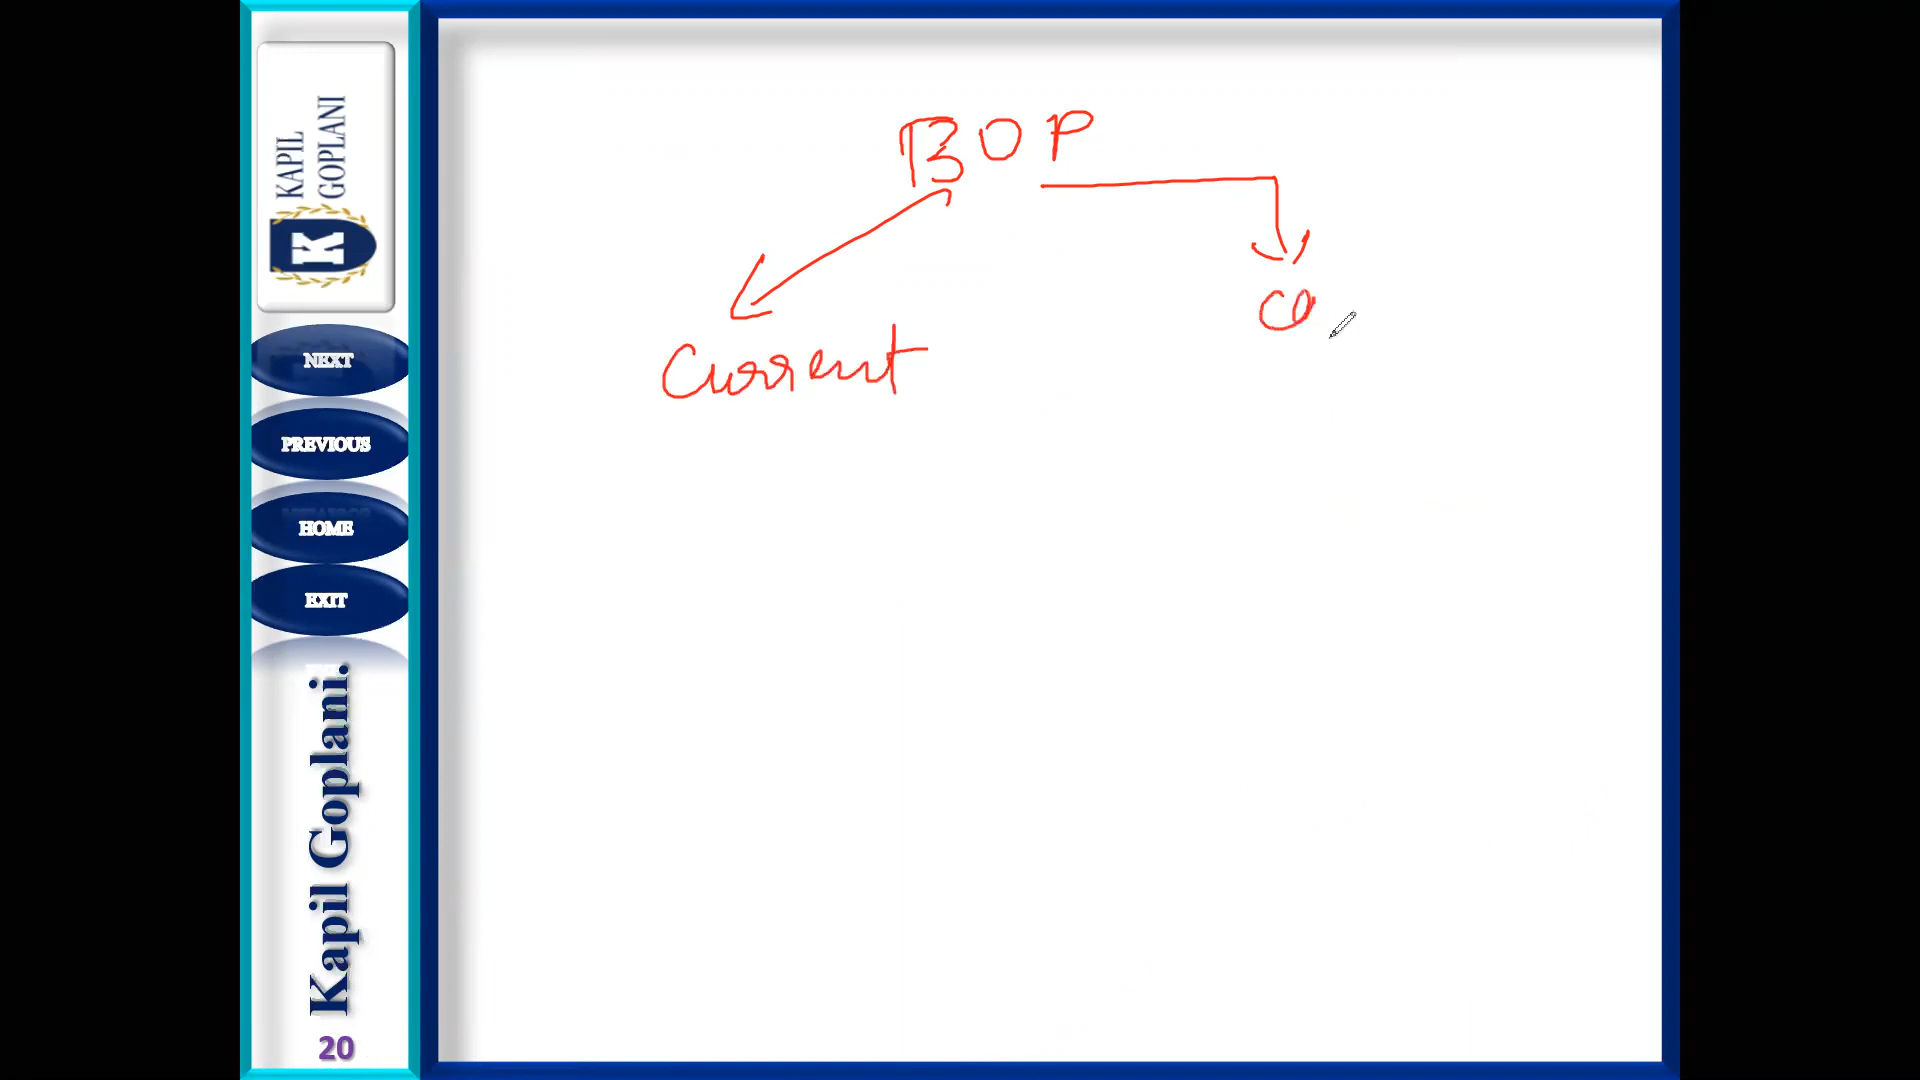 KAPIL
GOPLANI
K
NEXT
PREVIOUS
HOME
EXIT
Kapil Goplani.
20
BOP
Current
ca